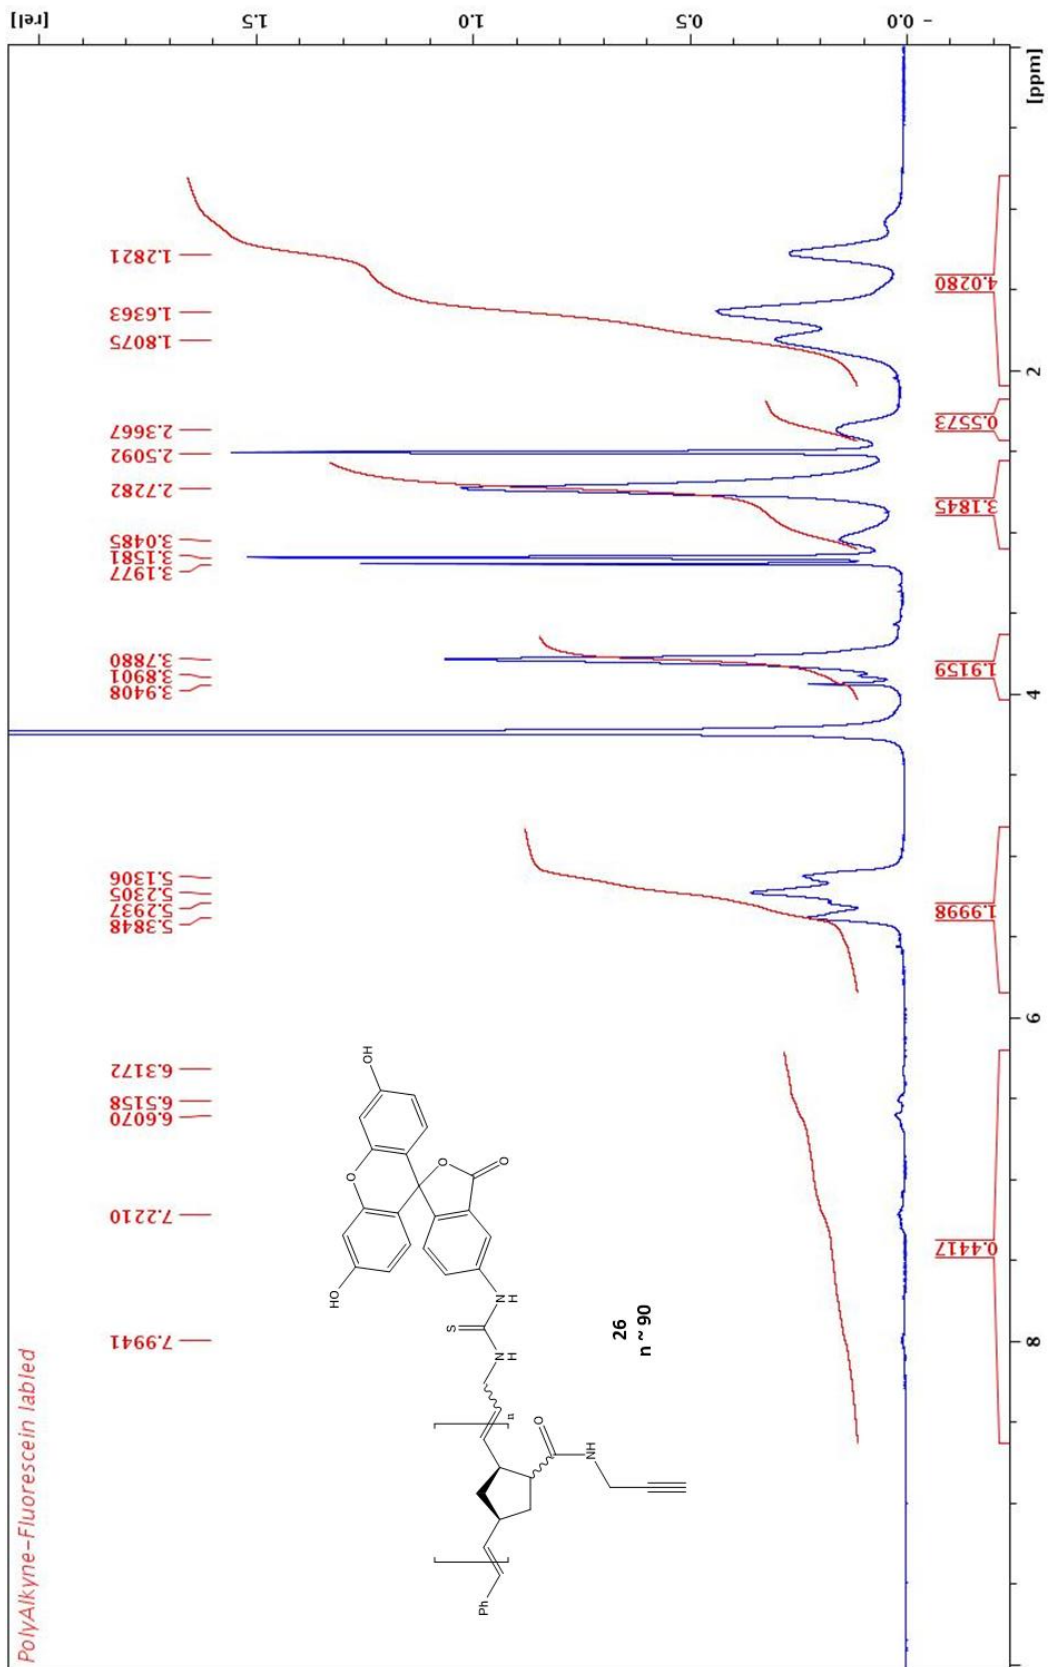 PolyAlkyne-Fluorescein labled
[rel]
1.5
1.0
0.5
0.0
-
[ppm]
2
4
6
8
1.2821
1.6363
1.8075
2.3667
2.5092
2.7282
3.0485
3.1581
3.1977
3.7880
3.8901
3.9408
5.1306
5.2305
5.2937
5.3848
6.3172
6.5158
6.6070
7.2210
7.9941
4.0280
0.5573
3.1845
1.9159
1.9998
0.4417
OH
O
O
O
HO
S
N
H
N
H
n
O
NH
Ph
26
n ~ 90